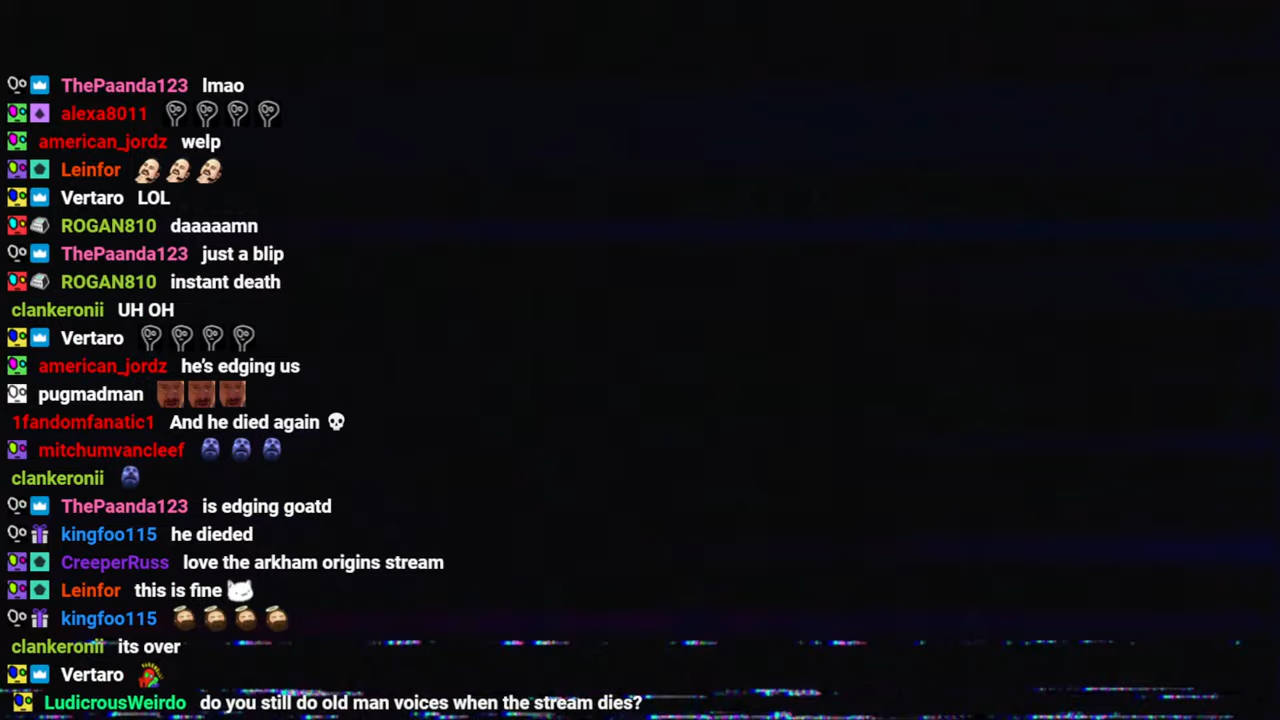 ThePaanda123 lmao
alexa8011
american_jordz welp
Leinfor
Vertaro LOL
ROGAN810 daaaaamn
ThePaanda123 just a blip
ROGAN810 instant death
clankeronii UH OH
Vertaro
american_jordz he's edging us
pugmadman
1fandomfanatic1 And he died again 💀
mitchumvancleef
clankeronii
ThePaanda123 is edging goatd
kingfoo115 he dieded
CreeperRuss love the arkham origins stream
Leinfor this is fine
kingfoo115
clankeronii its over
Vertaro
LudicrousWeirdo do you still do old man voices when the stream dies?